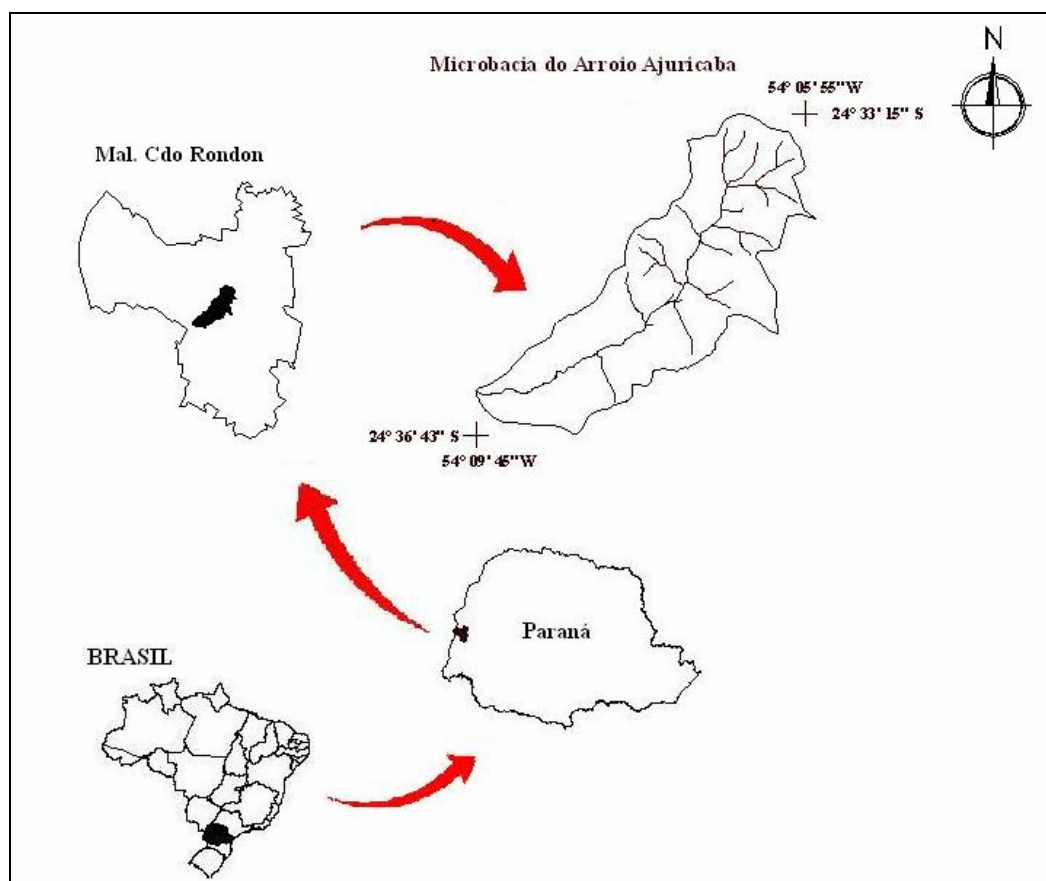 N
Microbacia do Arroio Ajuricaba
54° 05' 55" W
24° 33' 15" S
Mal. Cdo Rondon
24° 36' 43" S
54° 09' 45" W
Paraná
BRASIL